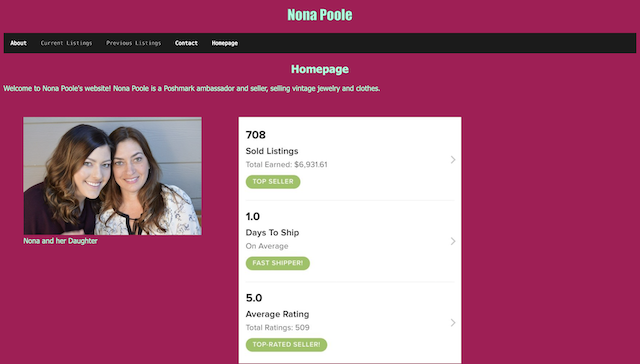 Nona Poole
About Current Listings Previous Listings Contact Homepage
Homepage
Welcome to Nona Poole's website! Nona Poole is a Poshmark ambassador and seller, selling vintage jewelry and clothes.
Nona and her Daughter
708
Sold Listings
Total Earned: $6,931.61
TOP SELLER
1.0
Days To Ship
On Average
FAST SHIPPER!
5.0
Average Rating
Total Ratings: 509
TOP-RATED SELLER!